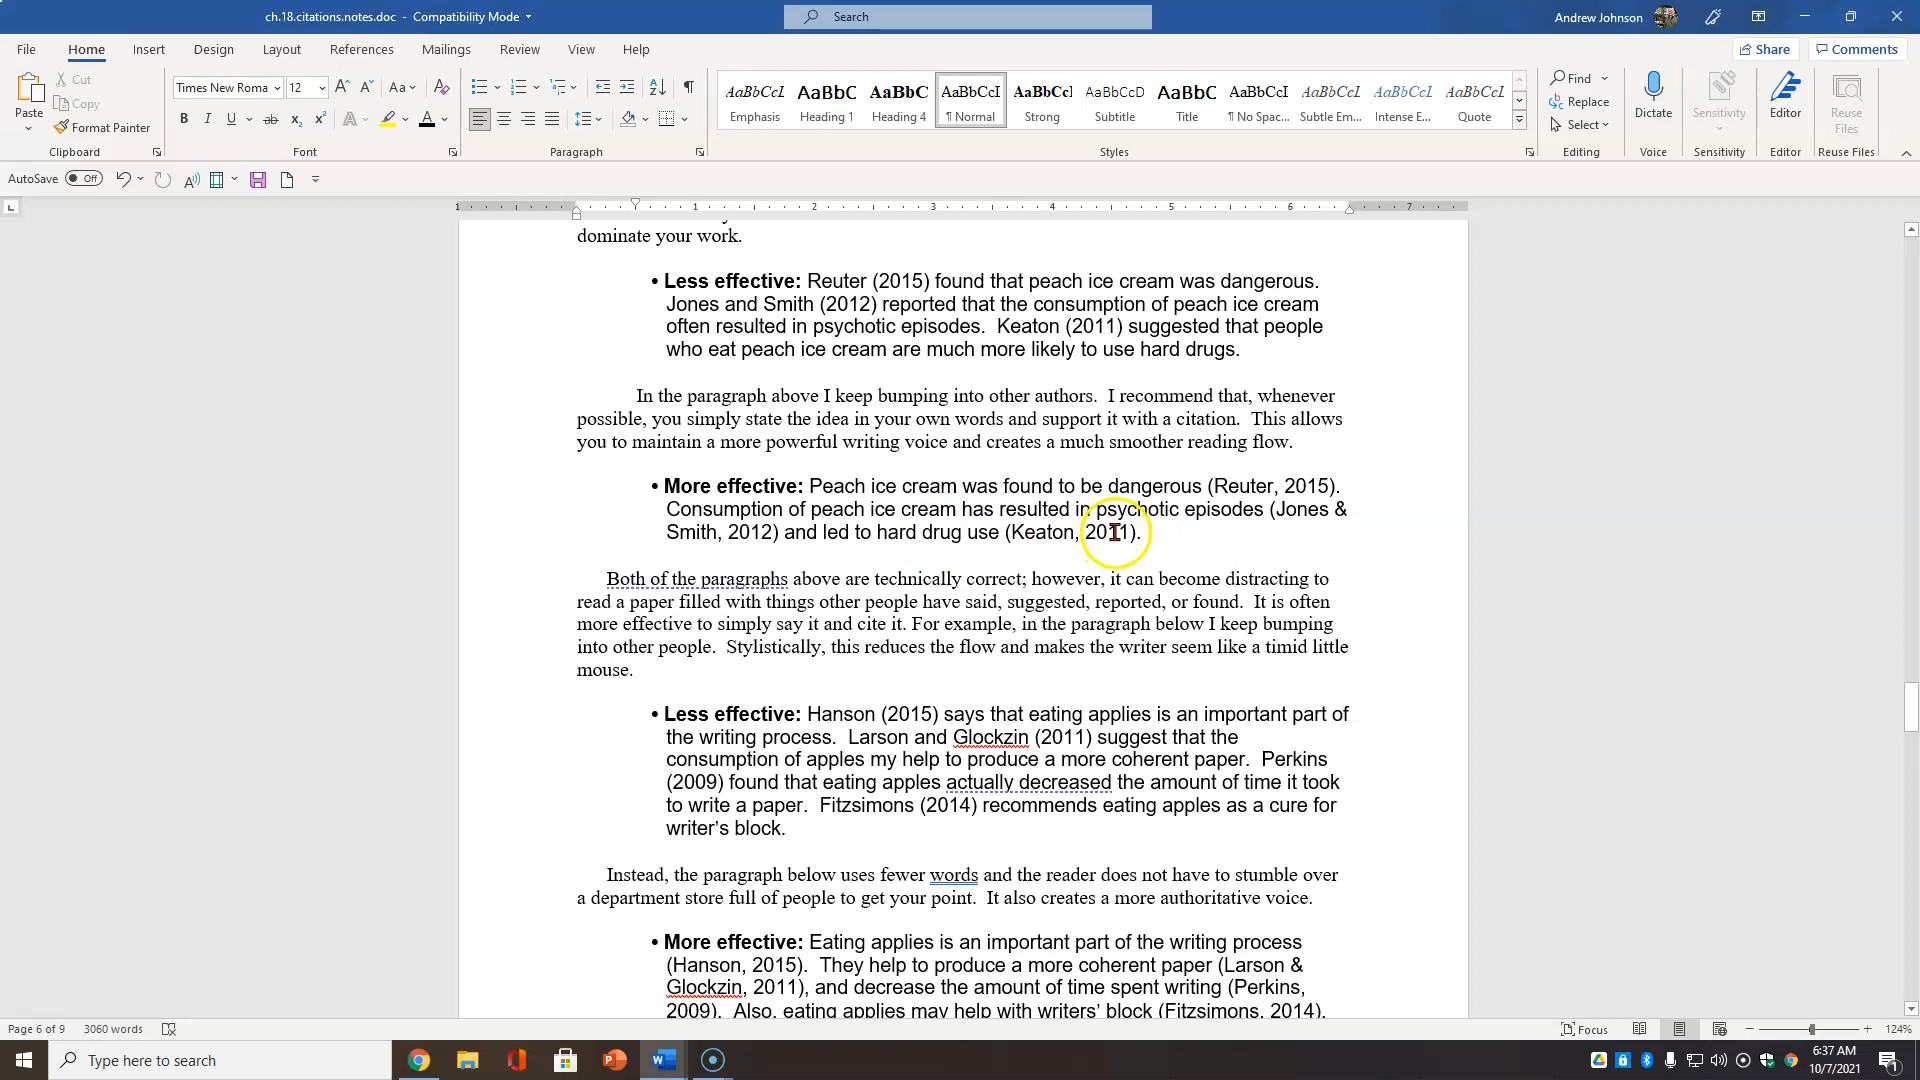 ch.18.citations.notes.doc - Compatibility Mode
Search
Andrew Johnson
File Home Insert Design Layout References Mailings Review View Help
Share Comments
Paste
Cut
Copy
Format Painter
Clipboard
Times New Roma 12
Font
Paragraph
AaBbCcI Emphasis
AaBbC Heading 1
AaBbC Heading 4
AaBbCcI ¶ Normal
AaBbCcI Strong
AaBbCcD Subtitle
AaBbC Title
AaBbCcI ¶ No Spac...
AaBbCcI Subtle Em...
AaBbCcI Intense E...
AaBbCcI Quote
Styles
Find
Replace
Select
Editing
Dictate
Voice
Sensitivity
Sensitivity
Editor
Editor
Reuse Files
Reuse Files
AutoSave Off
1 1 2 3 4 5 6 7
dominate your work.
• Less effective: Reuter (2015) found that peach ice cream was dangerous.
Jones and Smith (2012) reported that the consumption of peach ice cream
often resulted in psychotic episodes. Keaton (2011) suggested that people
who eat peach ice cream are much more likely to use hard drugs.
In the paragraph above I keep bumping into other authors. I recommend that, whenever
possible, you simply state the idea in your own words and support it with a citation. This allows
you to maintain a more powerful writing voice and creates a much smoother reading flow.
• More effective: Peach ice cream was found to be dangerous (Reuter, 2015).
Consumption of peach ice cream has resulted in psychotic episodes (Jones &
Smith, 2012) and led to hard drug use (Keaton, 2011).
Both of the paragraphs above are technically correct; however, it can become distracting to
read a paper filled with things other people have said, suggested, reported, or found. It is often
more effective to simply say it and cite it. For example, in the paragraph below I keep bumping
into other people. Stylistically, this reduces the flow and makes the writer seem like a timid little
mouse.
• Less effective: Hanson (2015) says that eating applies is an important part of
the writing process. Larson and Glockzin (2011) suggest that the
consumption of apples my help to produce a more coherent paper. Perkins
(2009) found that eating apples actually decreased the amount of time it took
to write a paper. Fitzsimons (2014) recommends eating apples as a cure for
writer’s block.
Instead, the paragraph below uses fewer words and the reader does not have to stumble over
a department store full of people to get your point. It also creates a more authoritative voice.
• More effective: Eating applies is an important part of the writing process
(Hanson, 2015). They help to produce a more coherent paper (Larson &
Glockzin, 2011), and decrease the amount of time spent writing (Perkins,
2009). Also, eating apples may help with writers’ block (Fitzsimons, 2014).
Page 6 of 9 3060 words
Focus
124%
Type here to search
6:37 AM
10/7/2021